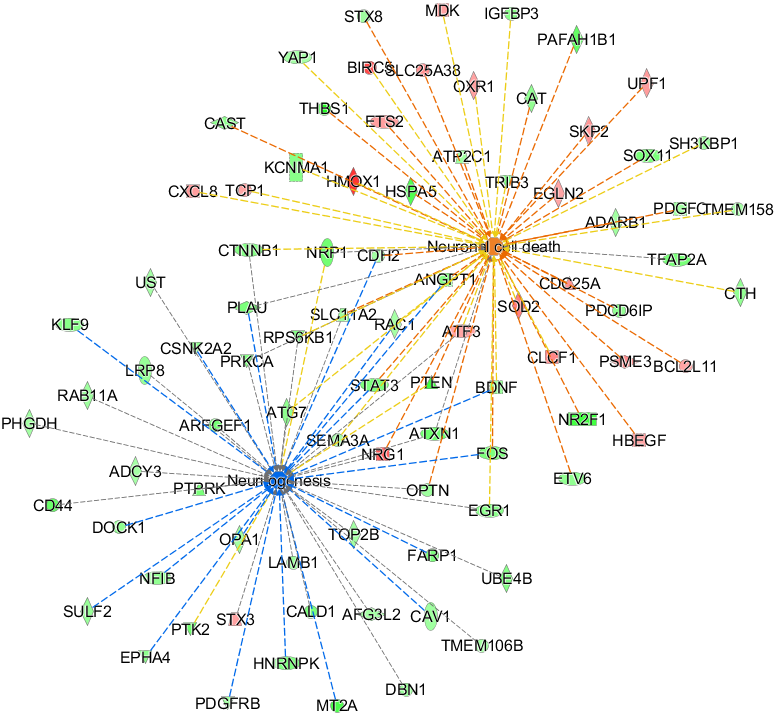 MDK
IGFBP3
STX8
PAFAH1B1
YAP1
BIRC5
SLC25A38
OXR1
UPF1
CAT
THBS1
ETS2
CAST
SKP2
SH3KBP1
SOX11
ATP2C1
KCNMA1
HMOX1
TRIB3
CXCL8
TCP1
HSPA5
EGLN2
PDGFC
TMEM158
ADARB1
Neuronal cell death
CTNNB1
NRP1
CDH2
TFAP2A
UST
ANGPT1
CDC25A
CTH
PLAU
SLC11A2
SOD2
PDCD6IP
KLF9
RAC1
RPS6KB1
ATF3
CSNK2A2
PRKCA
CLCF1
PSME3
BCL2L11
LRP8
STAT3
PTEN
BDNF
RAB11A
ATG7
NR2F1
PHGDH
ARFGEF1
SEMA3A
ATXN1
HBEGF
NRG1
FOS
ADCY3
Neuritogenesis
ETV6
PTPRK
OPTN
CD44
EGR1
DOCK1
OPA1
TOP2B
FARP1
LAMB1
NFIB
UBE4B
SULF2
STX3
CALD1
AFG3L2
CAV1
PTK2
TMEM106B
EPHA4
HNRNPK
DBN1
PDGFRB
MT2A